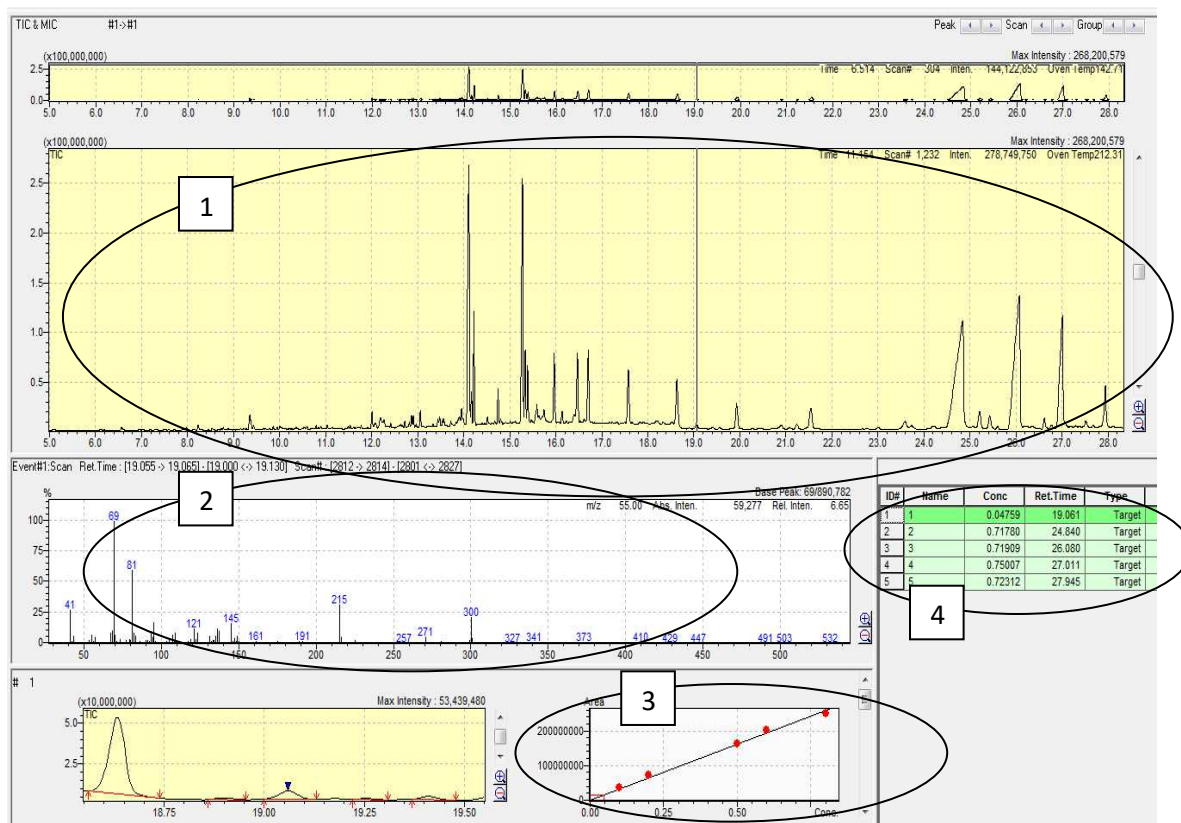 TIC & MIC #1->#1 Peak Scan Group
(x100,000,000) Max Intensity : 268,200,579
Time 6.514 Scan# 304 Inten. 144,122,853 Oven Temp 142.71
2.5
0.0
5.0 6.0 7.0 8.0 9.0 10.0 11.0 12.0 13.0 14.0 15.0 16.0 17.0 18.0 19.0 20.0 21.0 22.0 23.0 24.0 25.0 26.0 27.0 28.0
(x100,000,000) Max Intensity : 268,200,579
TIC Time 11.154 Scan# 1,232 Inten. 278,749,750 Oven Temp 212.31
2.5
1
2.0
1.5
1.0
0.5
5.0 6.0 7.0 8.0 9.0 10.0 11.0 12.0 13.0 14.0 15.0 16.0 17.0 18.0 19.0 20.0 21.0 22.0 23.0 24.0 25.0 26.0 27.0 28.0
Event#1:Scan Ret.Time : [19.055 -> 19.065] - [19.000 <-> 19.130] Scan# : [2812 -> 2814] - [2801 <-> 2827]
% Base Peak: 69/890,782
m/z 55.00 Abs. Inten. 59,277 Rel. Inten. 6.65
2
100
75
50
25
0
69
81
41
121
145
161
191
215
257
271
300
327
341
373
410
429
447
491
503
532
50 100 150 200 250 300 350 400 450 500
ID# Name Conc Ret.Time Type
1 1 0.04759 19.061 Target
2 2 0.71780 24.840 Target
3 3 0.71909 26.080 Target
4 4 0.75007 27.011 Target
5 5 0.72312 27.945 Target
4
# 1
(x10,000,000) Max Intensity : 53,439,480
TIC
5.0
2.5
18.75 19.00 19.25 19.50
3
Area
200000000
100000000
0
0.00 0.25 0.50 Conc.